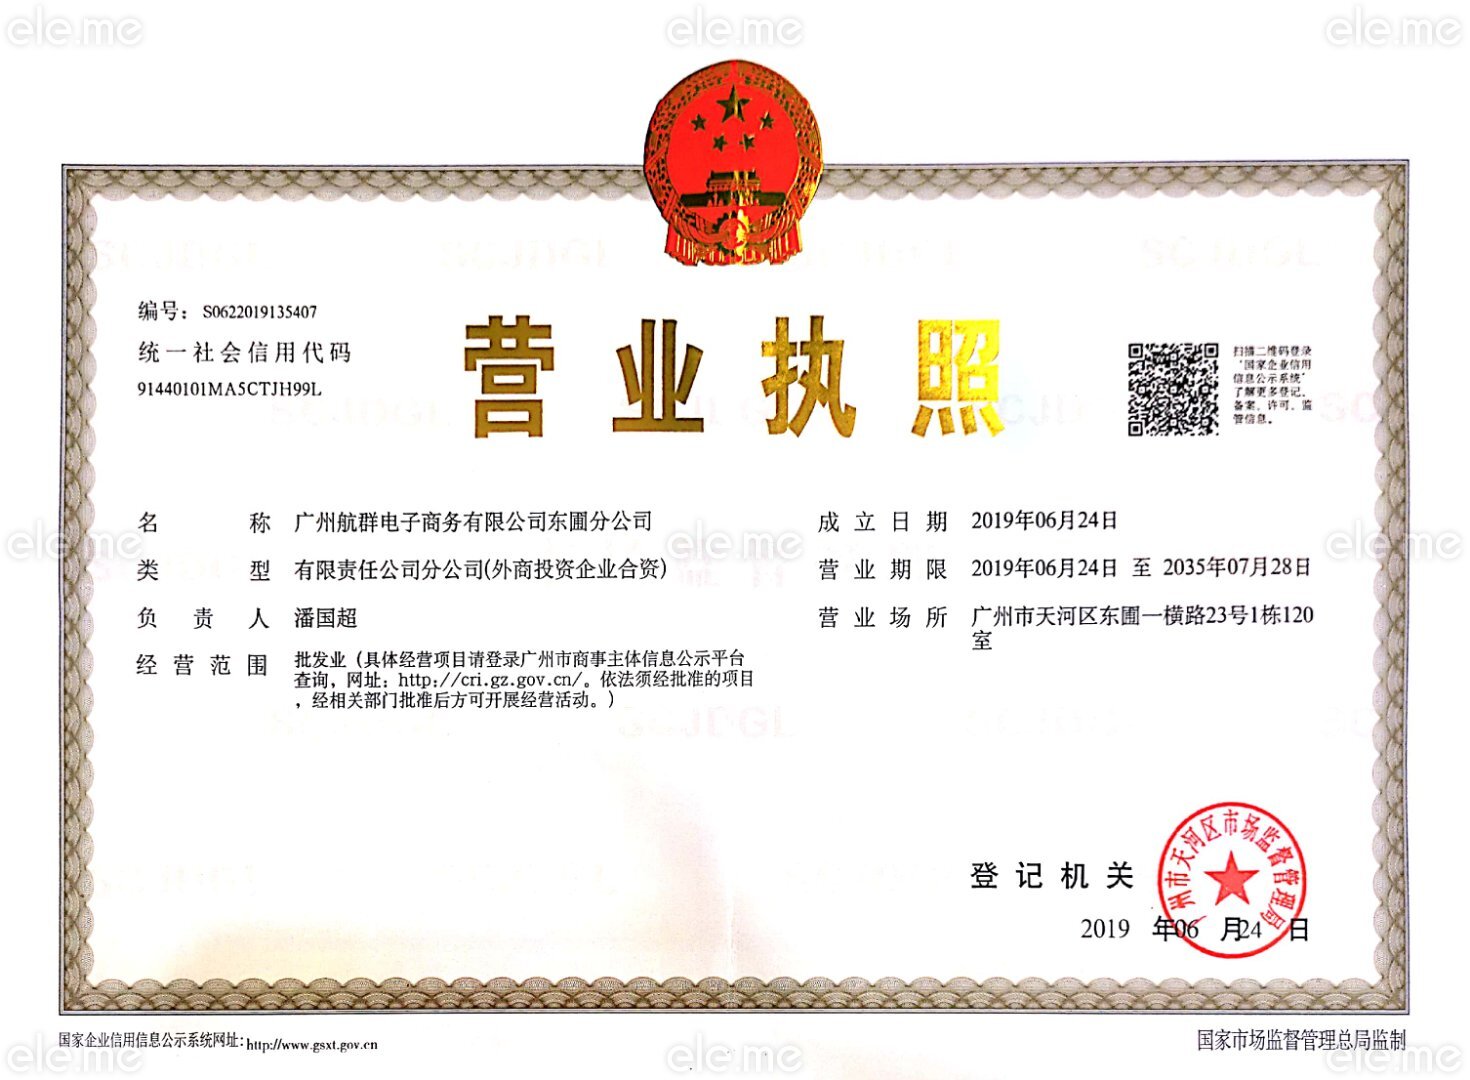 ele.me ele.me ele.me
编号：S0622019135407
统一社会信用代码
91440101MA5CTJH99L
营业执照
扫描二维码登录
‘国家企业信用
信息公示系统’
了解更多登记、
备案、许可、监
管信息。
名称 广州航群电子商务有限公司东圃分公司
类型 有限责任公司分公司(外商投资企业合资)
负责人 潘国超
经营范围 批发业（具体经营项目请登录广州市商事主体信息公示平台
查询，网址：http://cri.gz.gov.cn/。依法须经批准的项目
，经相关部门批准后方可开展经营活动。）
成立日期 2019年06月24日
营业期限 2019年06月24日 至 2035年07月28日
营业场所 广州市天河区东圃一横路23号1栋120
室
ele.me ele.me ele.me
登记机关
广州市天河区市场监督管理局
2019 年06 月24 日
国家企业信用信息公示系统网址：http://www.gsxt.gov.cn
国家市场监督管理总局监制
ele.me ele.me ele.me